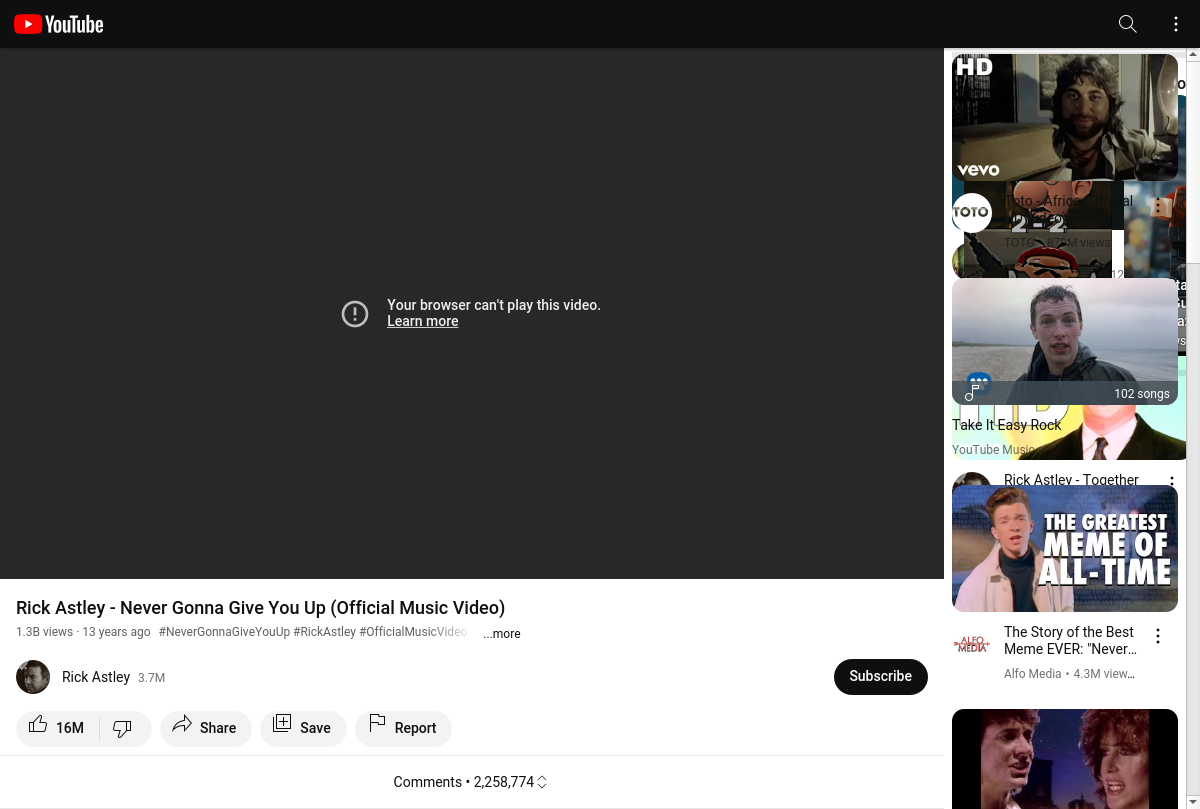 YouTube
Your browser can't play this video.
Learn more
Rick Astley - Never Gonna Give You Up (Official Music Video)
1.3B views · 13 years ago #NeverGonnaGiveYouUp #RickAstley #OfficialMusicVideo ...more
Rick Astley 3.7M
Subscribe
16M
Share
Save
Report
Comments • 2,258,774
HD
vevo
TOTO
Toto - Africa
TOTO
views
2-2
12
102 songs
Take It Easy Rock
YouTube Music
Rick Astley - Together
THE GREATEST
MEME OF
ALL-TIME
ALFO
MEDIA
The Story of the Best
Meme EVER: "Never…
Alfo Media • 4.3M view…